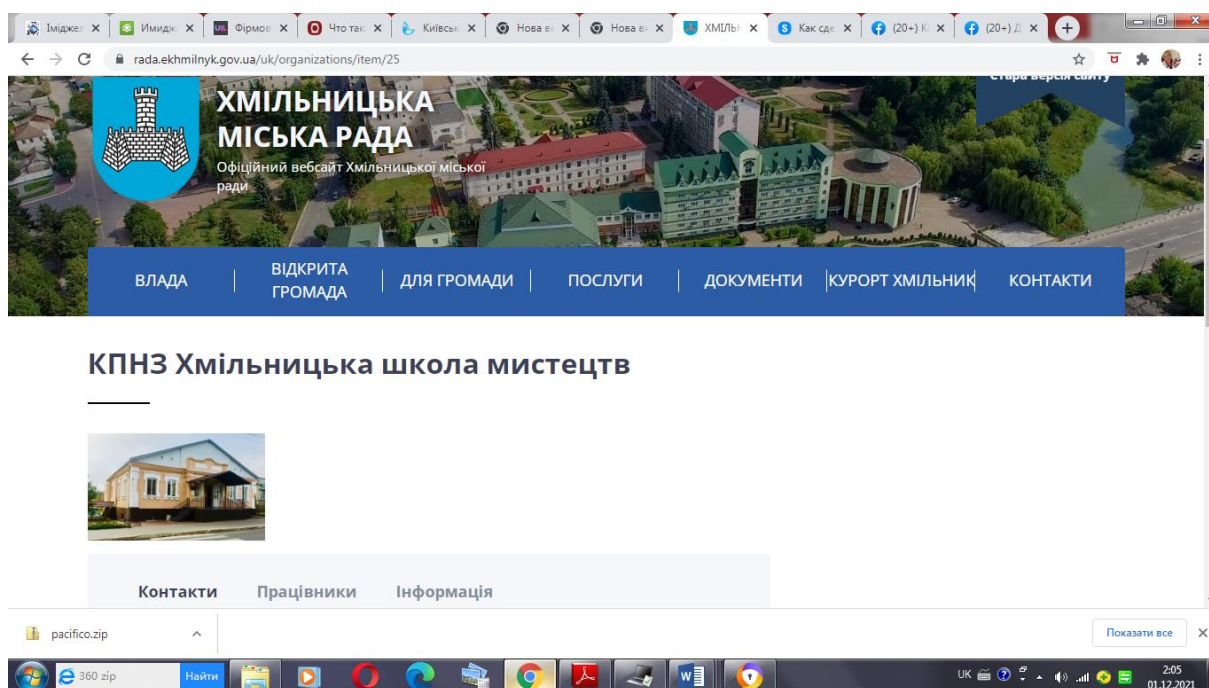 Іміджел
Имидж
Фірмов
Что так
Київськ
Нова ві
Нова ві
ХМІЛЬН
Как сде
(20+) К
(20+) Д
rada.ekhmilnyk.gov.ua/uk/organizations/item/25
Стара версія сайту
ХМІЛЬНИЦЬКА
МІСЬКА РАДА
Офіційний вебсайт Хмільницької міської
ради
ВЛАДА
ВІДКРИТА
ГРОМАДА
ДЛЯ ГРОМАДИ
ПОСЛУГИ
ДОКУМЕНТИ
КУРОРТ ХМІЛЬНИК
КОНТАКТИ
КПНЗ Хмільницька школа мистецтв
Контакти Працівники Інформація
pacifico.zip
Показати все
360 zip
Найти
UK
2:05
01.12.2021